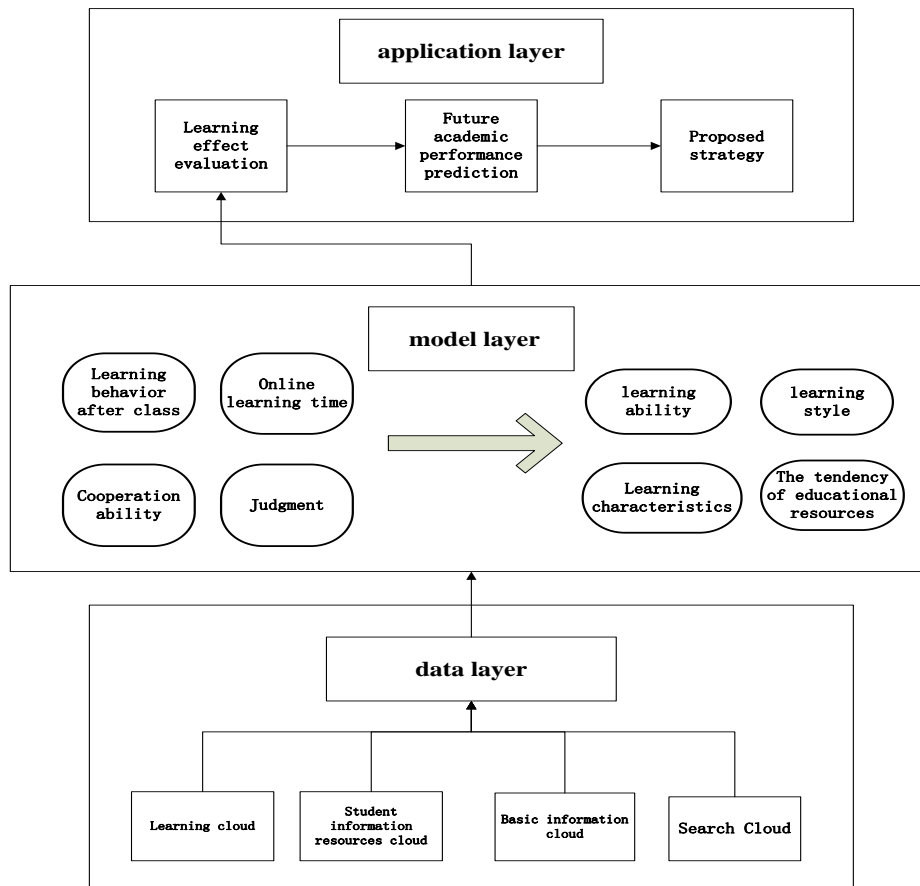 application layer
Learning
effect
evaluation
Future
academic
performance
prediction
Proposed
strategy
model layer
Learning
behavior
after class
Online
learning time
learning
ability
learning
style
Cooperation
ability
Judgment
Learning
characteristics
The tendency
of educational
resources
data layer
Learning cloud
Student
information
resources cloud
Basic information
cloud
Search Cloud